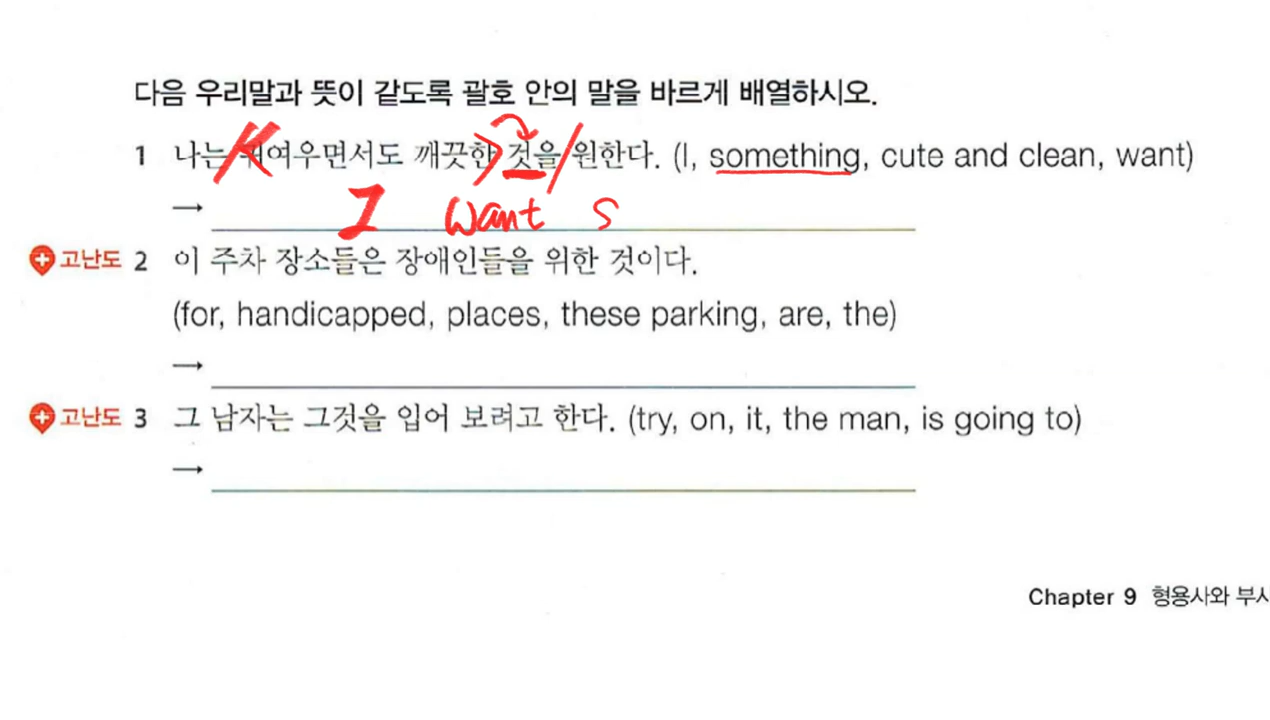 다음 우리말과 뜻이 같도록 괄호 안의 말을 바르게 배열하시오.
1 나는 귀여우면서도 깨끗한 것을 원한다. (I, something, cute and clean, want)
→ I want s
고난도 2 이 주차 장소들은 장애인들을 위한 것이다.
(for, handicapped, places, these parking, are, the)
→
고난도 3 그 남자는 그것을 입어 보려고 한다. (try, on, it, the man, is going to)
→
Chapter 9 형용사와 부사